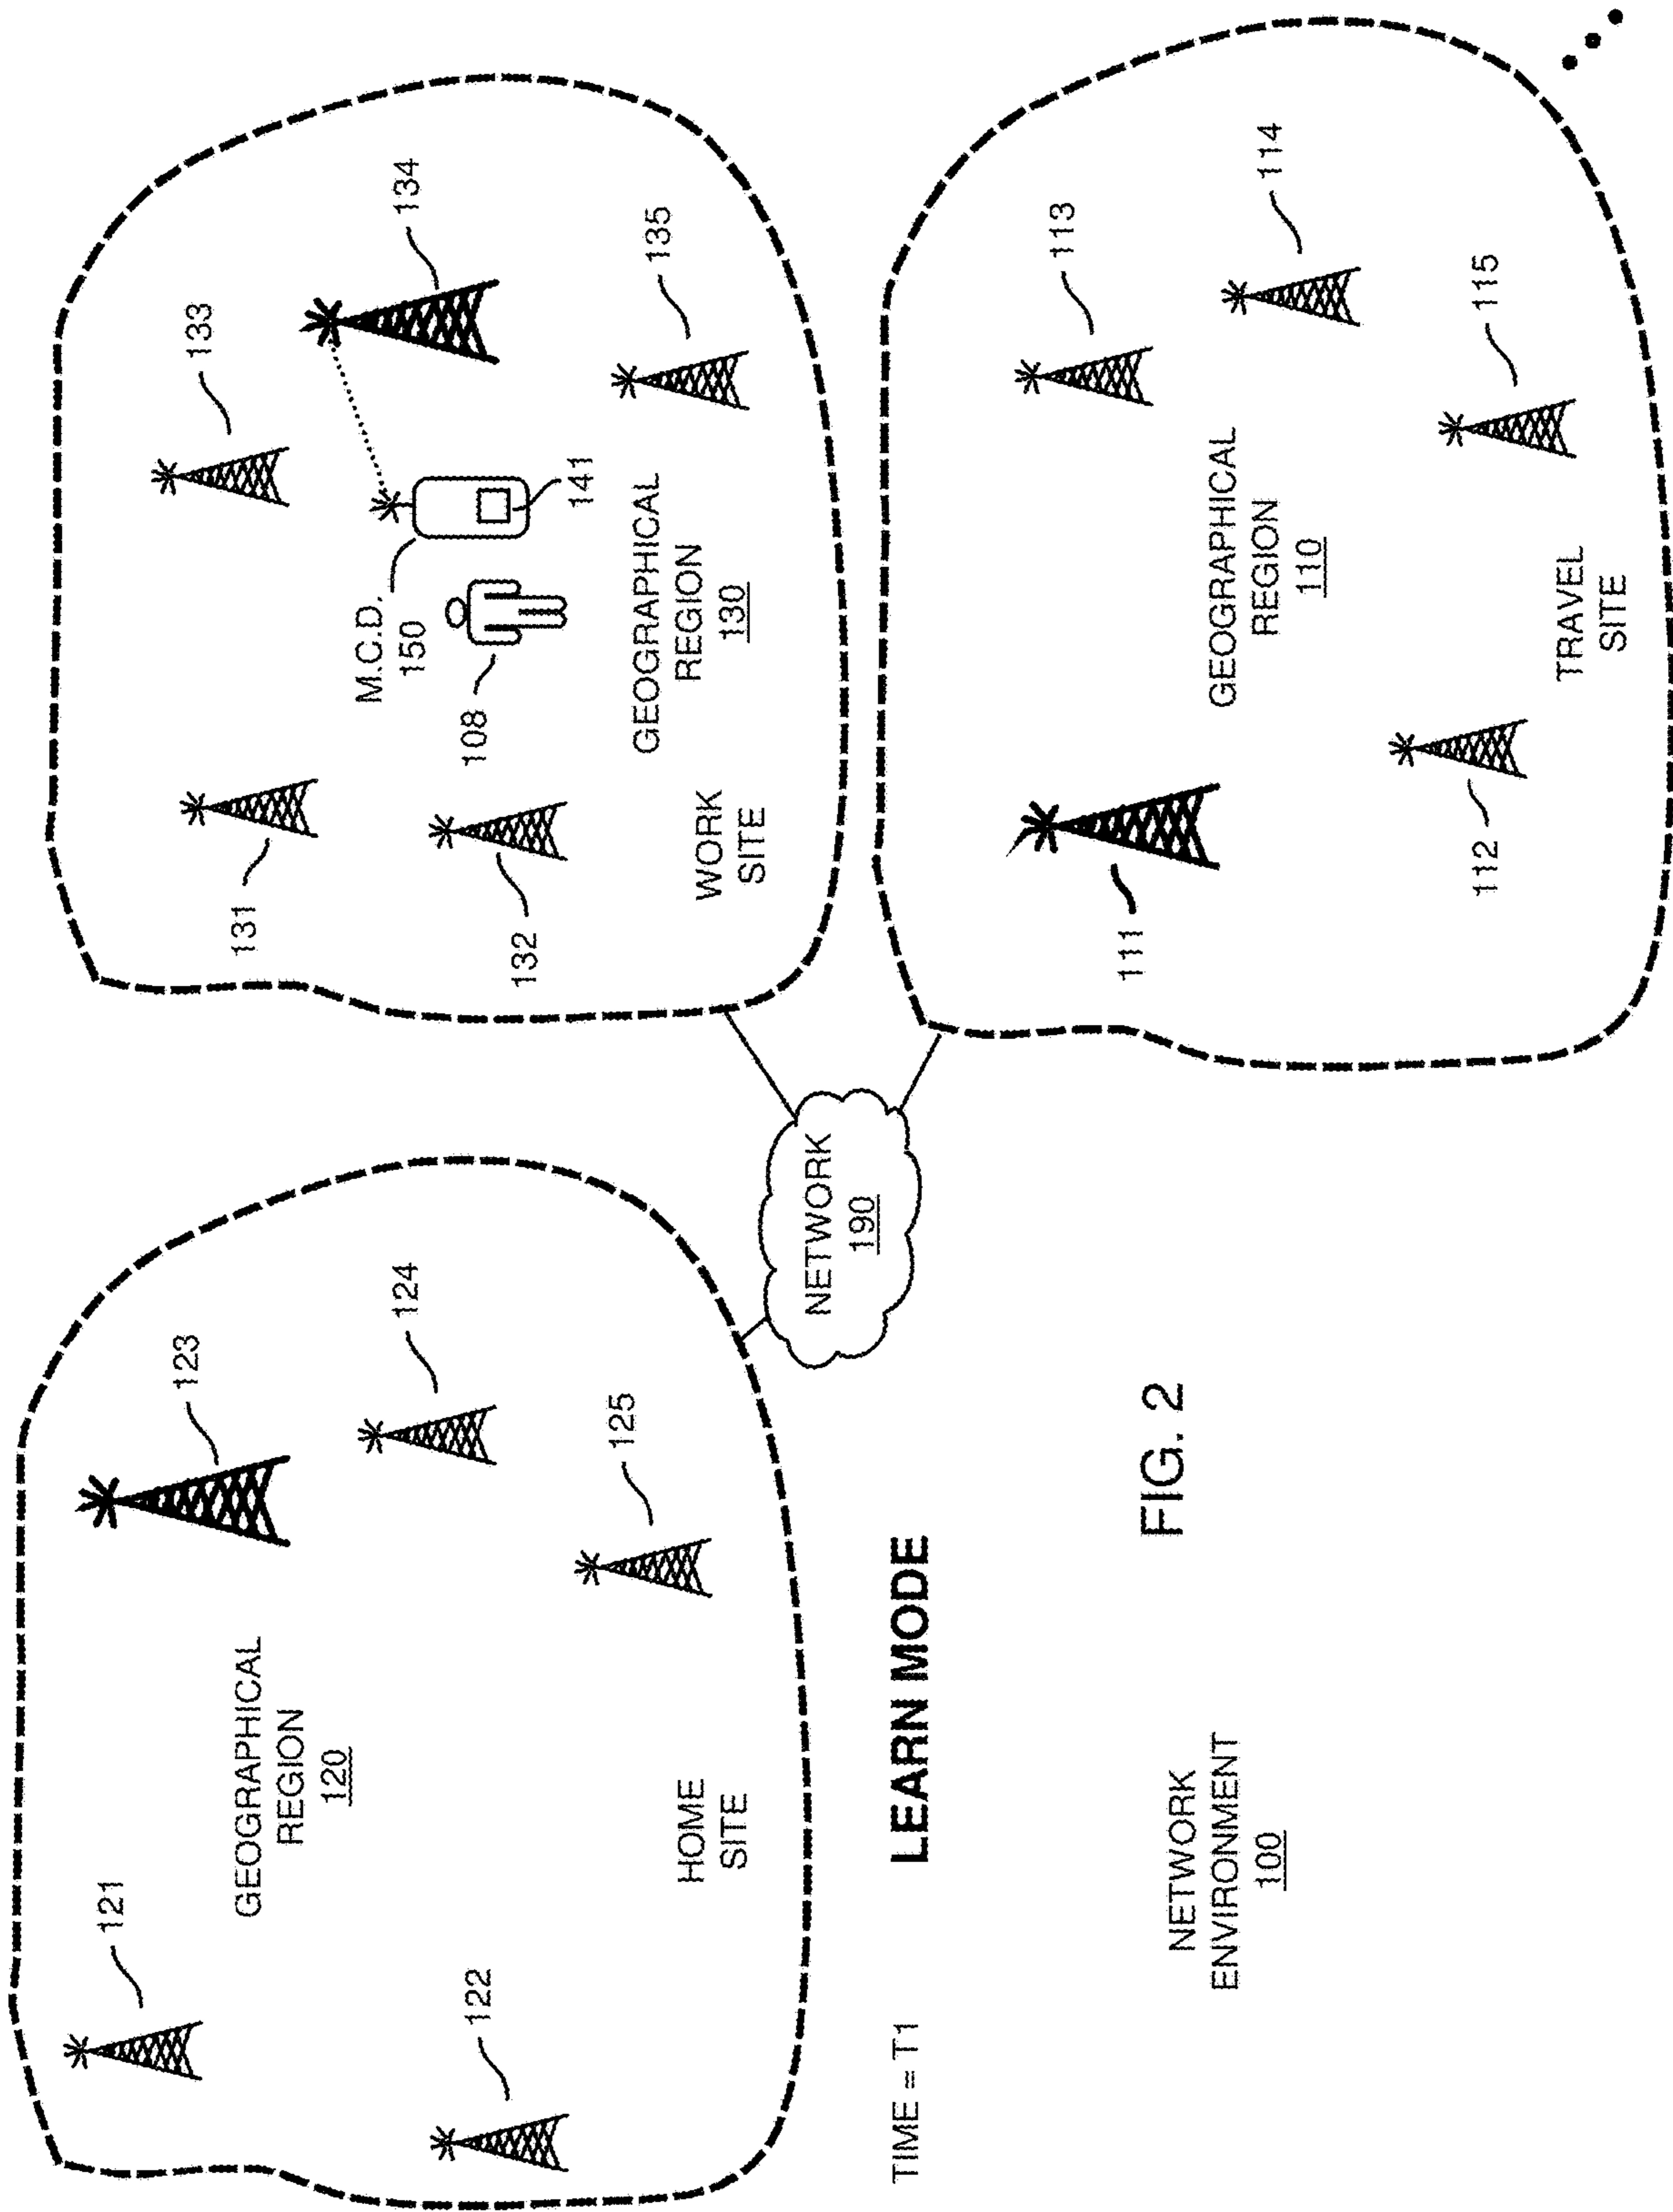 121
GEOGRAPHICAL
REGION
120
123
124
125
122
HOME
SITE
131
133
134
132
M.C.D.
150
108
141
135
GEOGRAPHICAL
REGION
130
WORK
SITE
NETWORK
190
TIME = T1
LEARN MODE
111
113
114
GEOGRAPHICAL
REGION
110
112
115
TRAVEL
SITE
NETWORK
ENVIRONMENT
100
FIG. 2